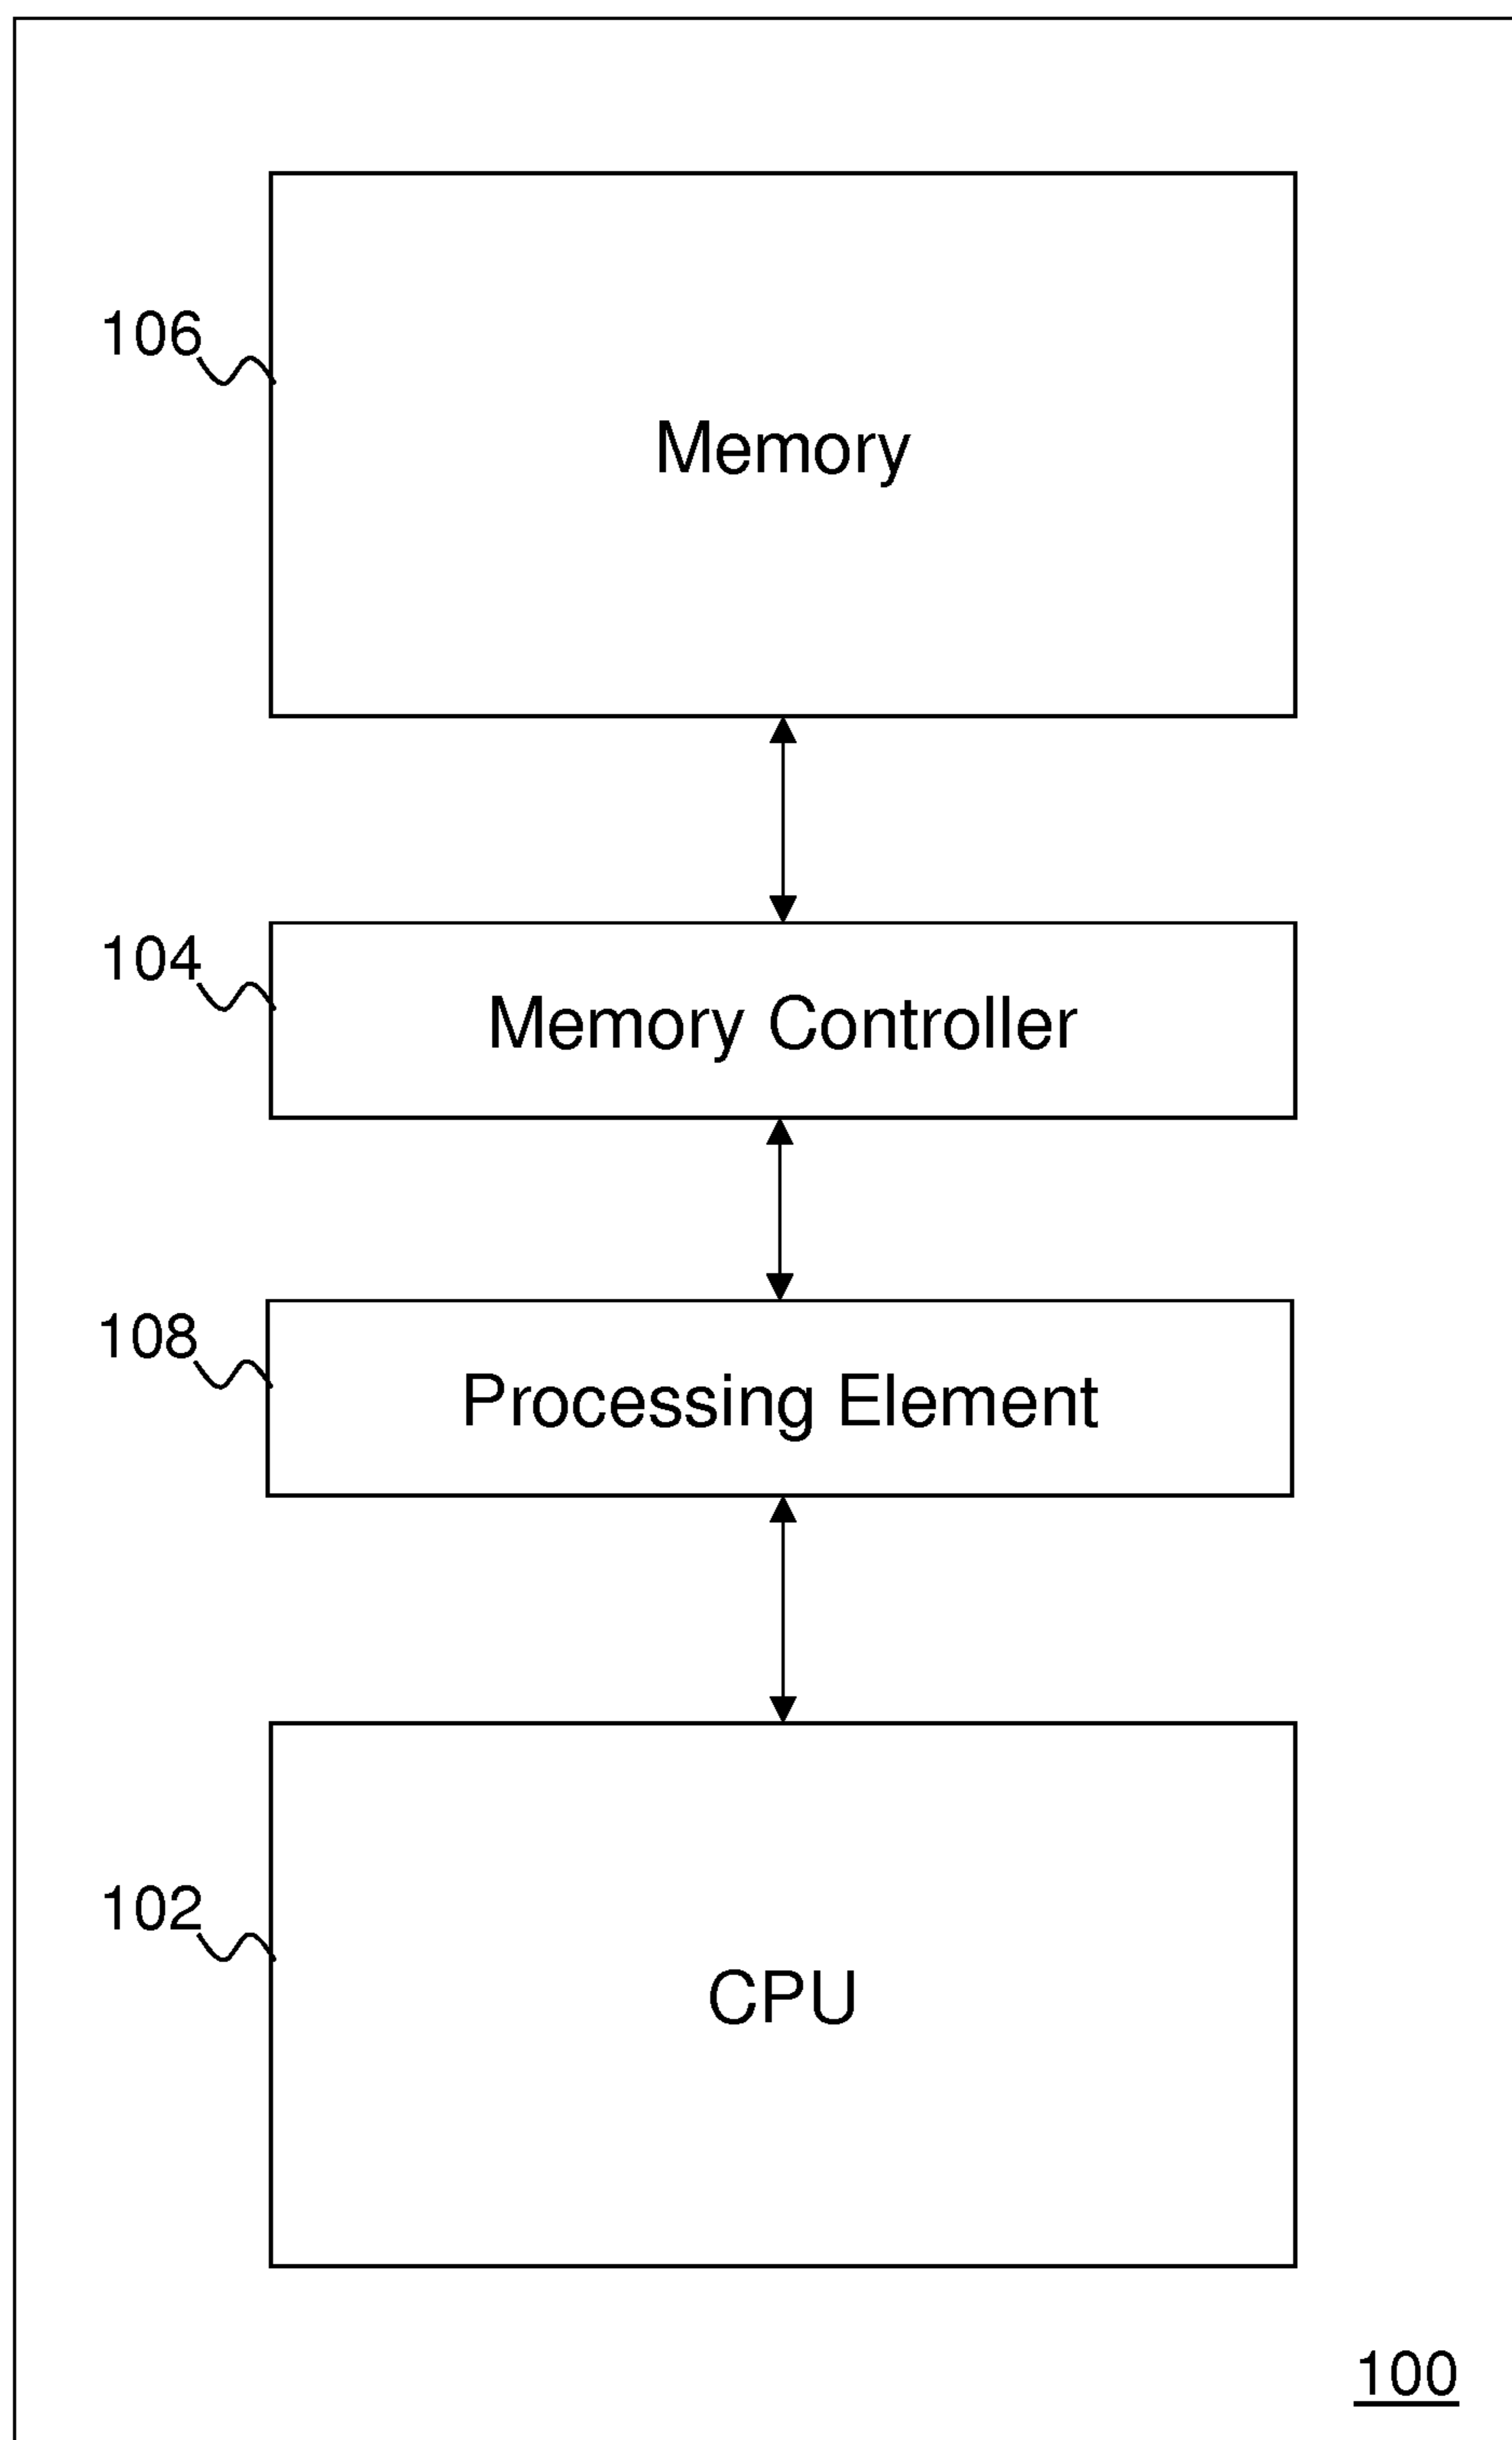 106
Memory
104
Memory Controller
108
Processing Element
102
CPU
100